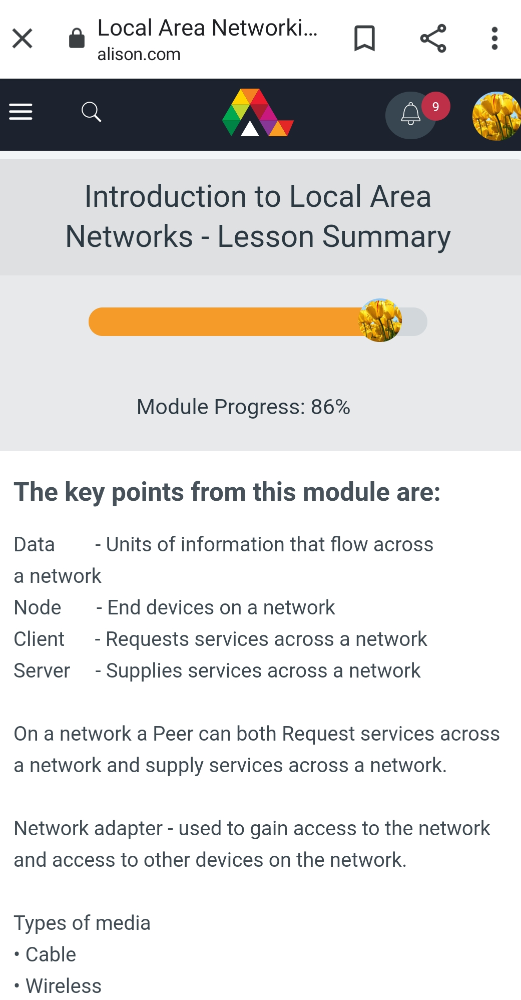 Local Area Networki...
alison.com
9
Introduction to Local Area
Networks - Lesson Summary
Module Progress: 86%
The key points from this module are:
Data - Units of information that flow across
a network
Node - End devices on a network
Client - Requests services across a network
Server - Supplies services across a network
On a network a Peer can both Request services across
a network and supply services across a network.
Network adapter - used to gain access to the network
and access to other devices on the network.
Types of media
• Cable
• Wireless